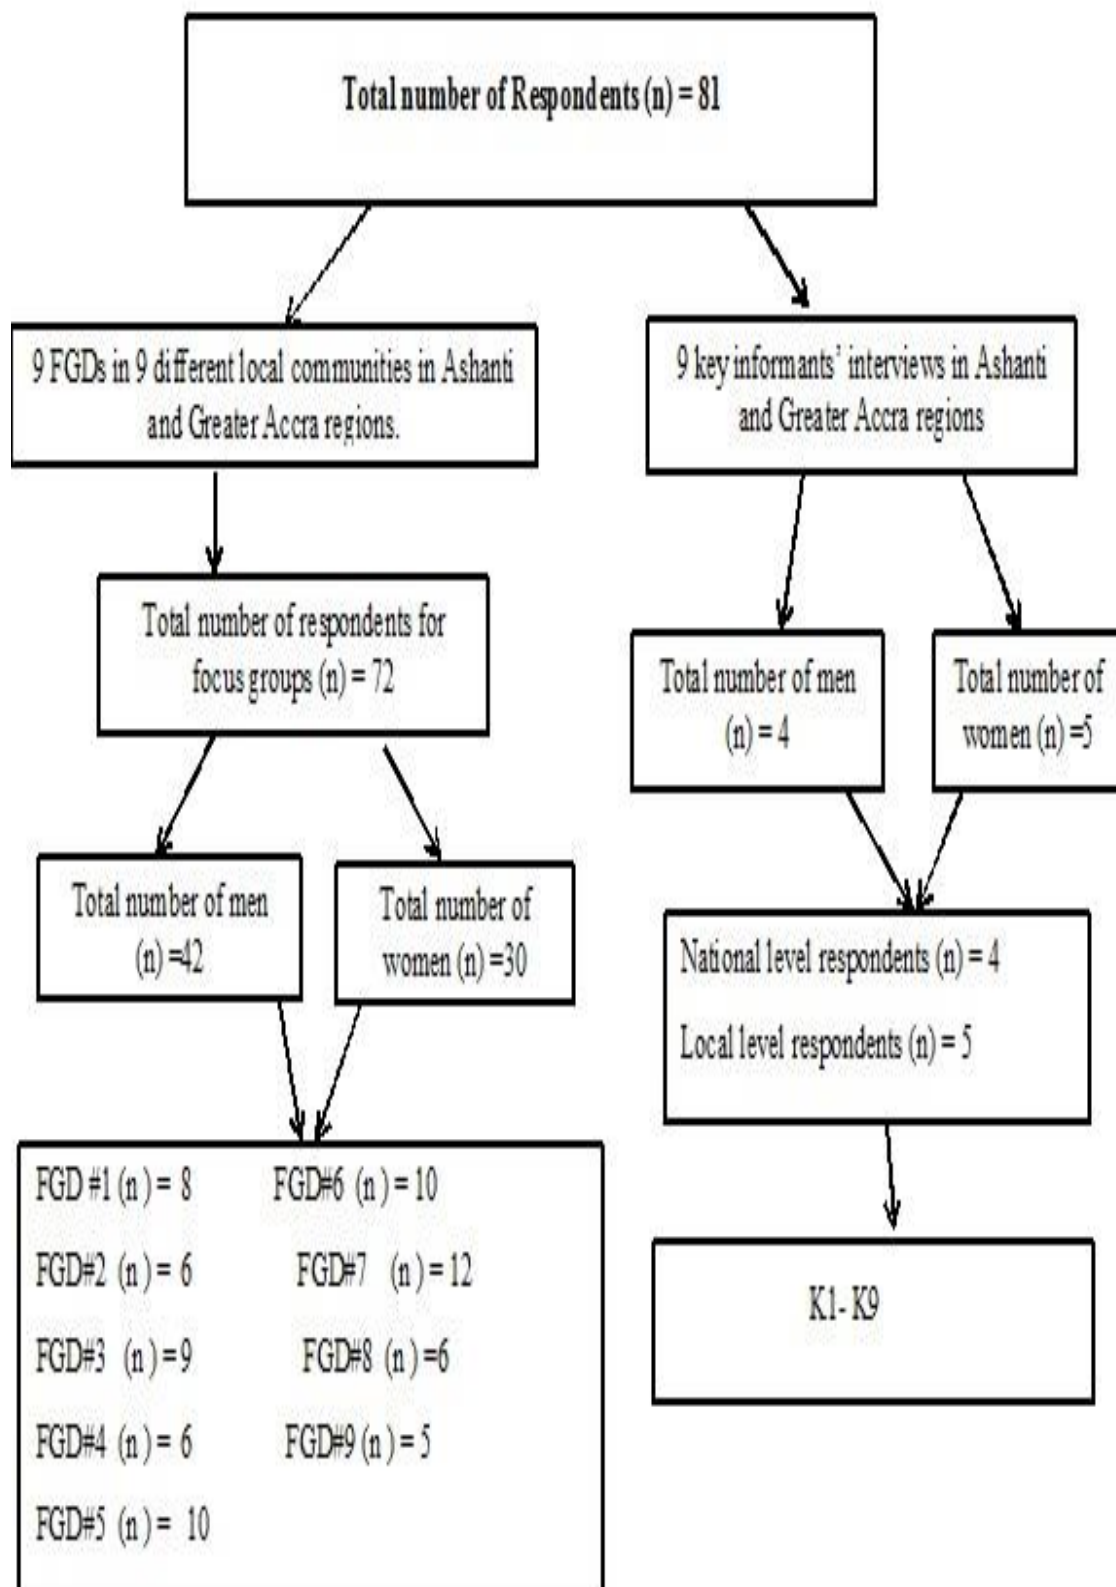 Total number of Respondents (n) = 81
9 FGDs in 9 different local communities in Ashanti
and Greater Accra regions.
9 key informants' interviews in Ashanti
and Greater Accra regions
Total number of respondents for
focus groups (n) = 72
Total number of men
(n) = 4
Total number of
women (n) =5
Total number of men
(n) =42
Total number of
women (n) =30
National level respondents (n) = 4
Local level respondents (n) = 5
FGD #1 (n ) = 8 FGD#6 (n ) = 10
FGD#2 (n ) = 6 FGD#7 (n ) = 12
FGD#3 (n ) = 9 FGD#8 (n ) =6
FGD#4 (n ) = 6 FGD#9 (n ) = 5
FGD#5 (n ) = 10
K1- K9